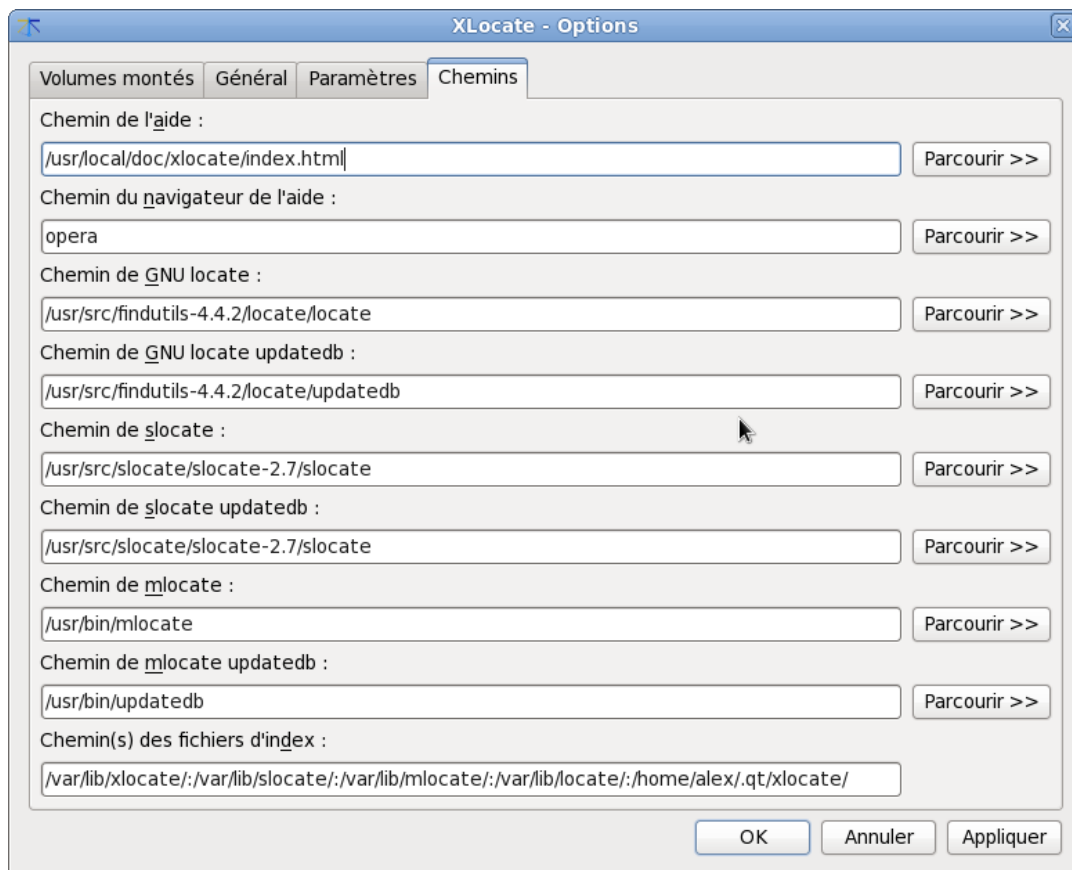 XLocate - Options
Volumes montés Général Paramètres Chemins
Chemin de l'aide :
/usr/local/doc/xlocate/index.html Parcourir >>
Chemin du navigateur de l'aide :
opera Parcourir >>
Chemin de GNU locate :
/usr/src/findutils-4.4.2/locate/locate Parcourir >>
Chemin de GNU locate updatedb :
/usr/src/findutils-4.4.2/locate/updatedb Parcourir >>
Chemin de slocate :
/usr/src/slocate/slocate-2.7/slocate Parcourir >>
Chemin de slocate updatedb :
/usr/src/slocate/slocate-2.7/slocate Parcourir >>
Chemin de mlocate :
/usr/bin/mlocate Parcourir >>
Chemin de mlocate updatedb :
/usr/bin/updatedb Parcourir >>
Chemin(s) des fichiers d'index :
/var/lib/xlocate/:/var/lib/slocate/:/var/lib/mlocate/:/var/lib/locate/:/home/alex/.qt/xlocate/
OK Annuler Appliquer